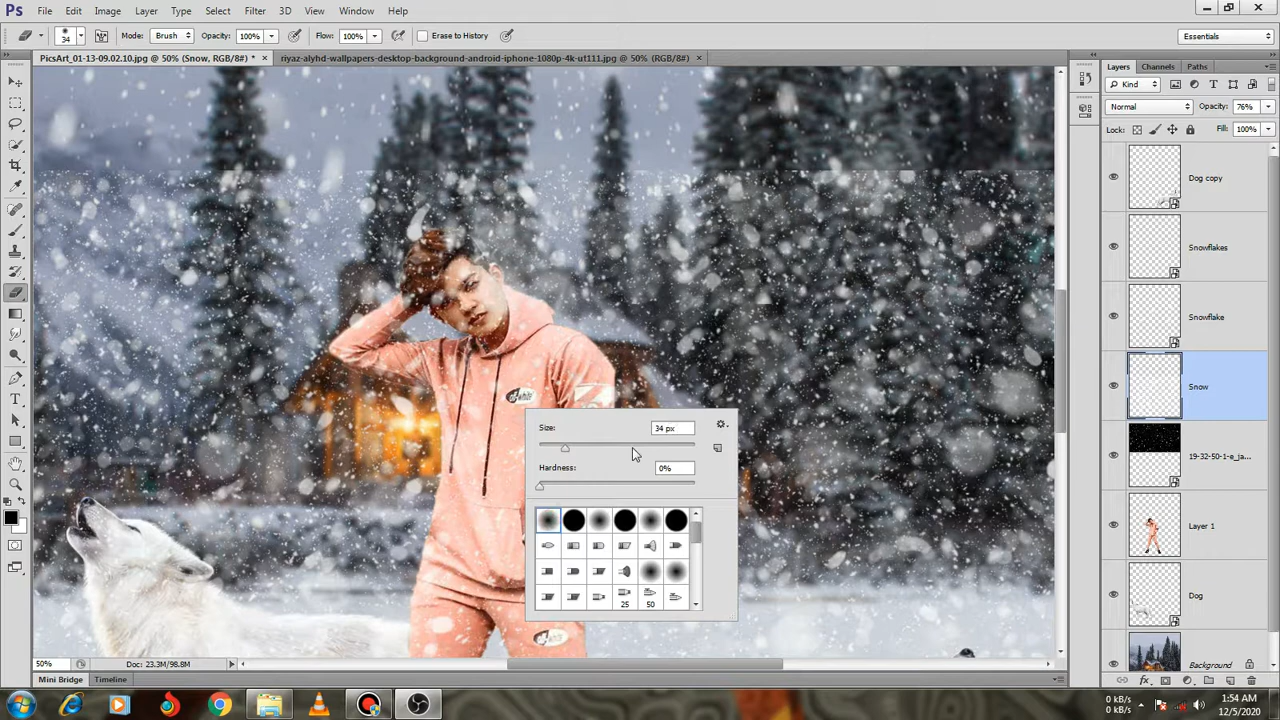 Ps File Edit Image Layer Type Select Filter 3D View Window Help
34 Mode: Brush Opacity: 100% Flow: 100% Erase to History Essentials
PicsArt_01-13-09.02.10.jpg @ 50% (Snow, RGB/8#) * × riyaz-alyhd-wallpapers-desktop-background-android-iphone-1080p-4k-ut111.jpg @ 50% (RGB/8#) ×
Layers Channels Paths
Kind
Normal Opacity: 76%
Lock: Fill: 100%
Dog copy
Snowflakes
Snowflake
Snow
19-32-50-1-e_ja...
Layer 1
Dog
Background
Size: 34 px
Hardness: 0%
25 50
50% Doc: 23.3M/98.8M
Mini Bridge Timeline
0 kB/s
0 kB/s
1:54 AM
12/5/2020